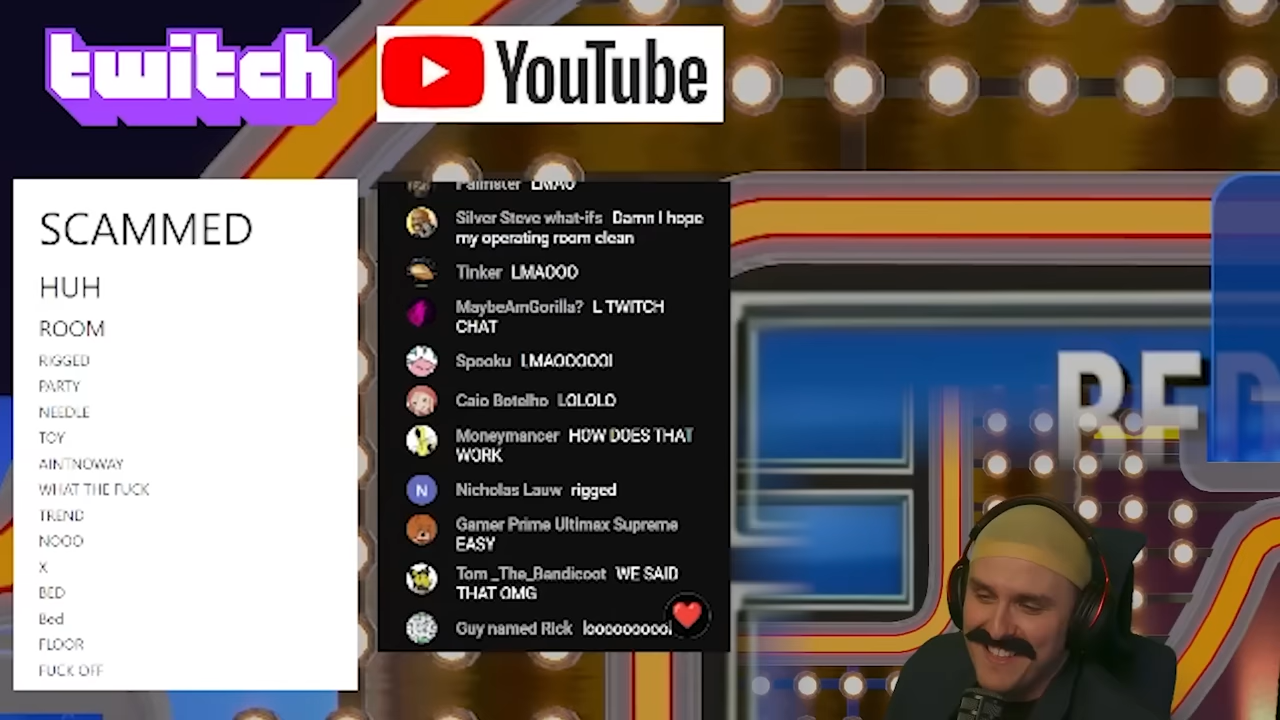 twitch
YouTube
SCAMMED
HUH
ROOM
RIGGED
PARTY
NEEDLE
TOY
AINTNOWAY
WHAT THE FUCK
TREND
NOOO
X
BED
Bed
FLOOR
FUCK OFF
Palmster LMAO
Silver Steve what-ifs Damn I hope
my operating room clean
Tinker LMAOOO
MaybeAmGorilla? L TWITCH
CHAT
Spooku LMAOOOOOI
Caio Botelho LOLOLO
Moneymancer HOW DOES THAT
WORK
N
Nicholas Lauw rigged
Gamer Prime Ultimax Supreme
EASY
Tom_The_Bandicoot WE SAID
THAT OMG
Guy named Rick